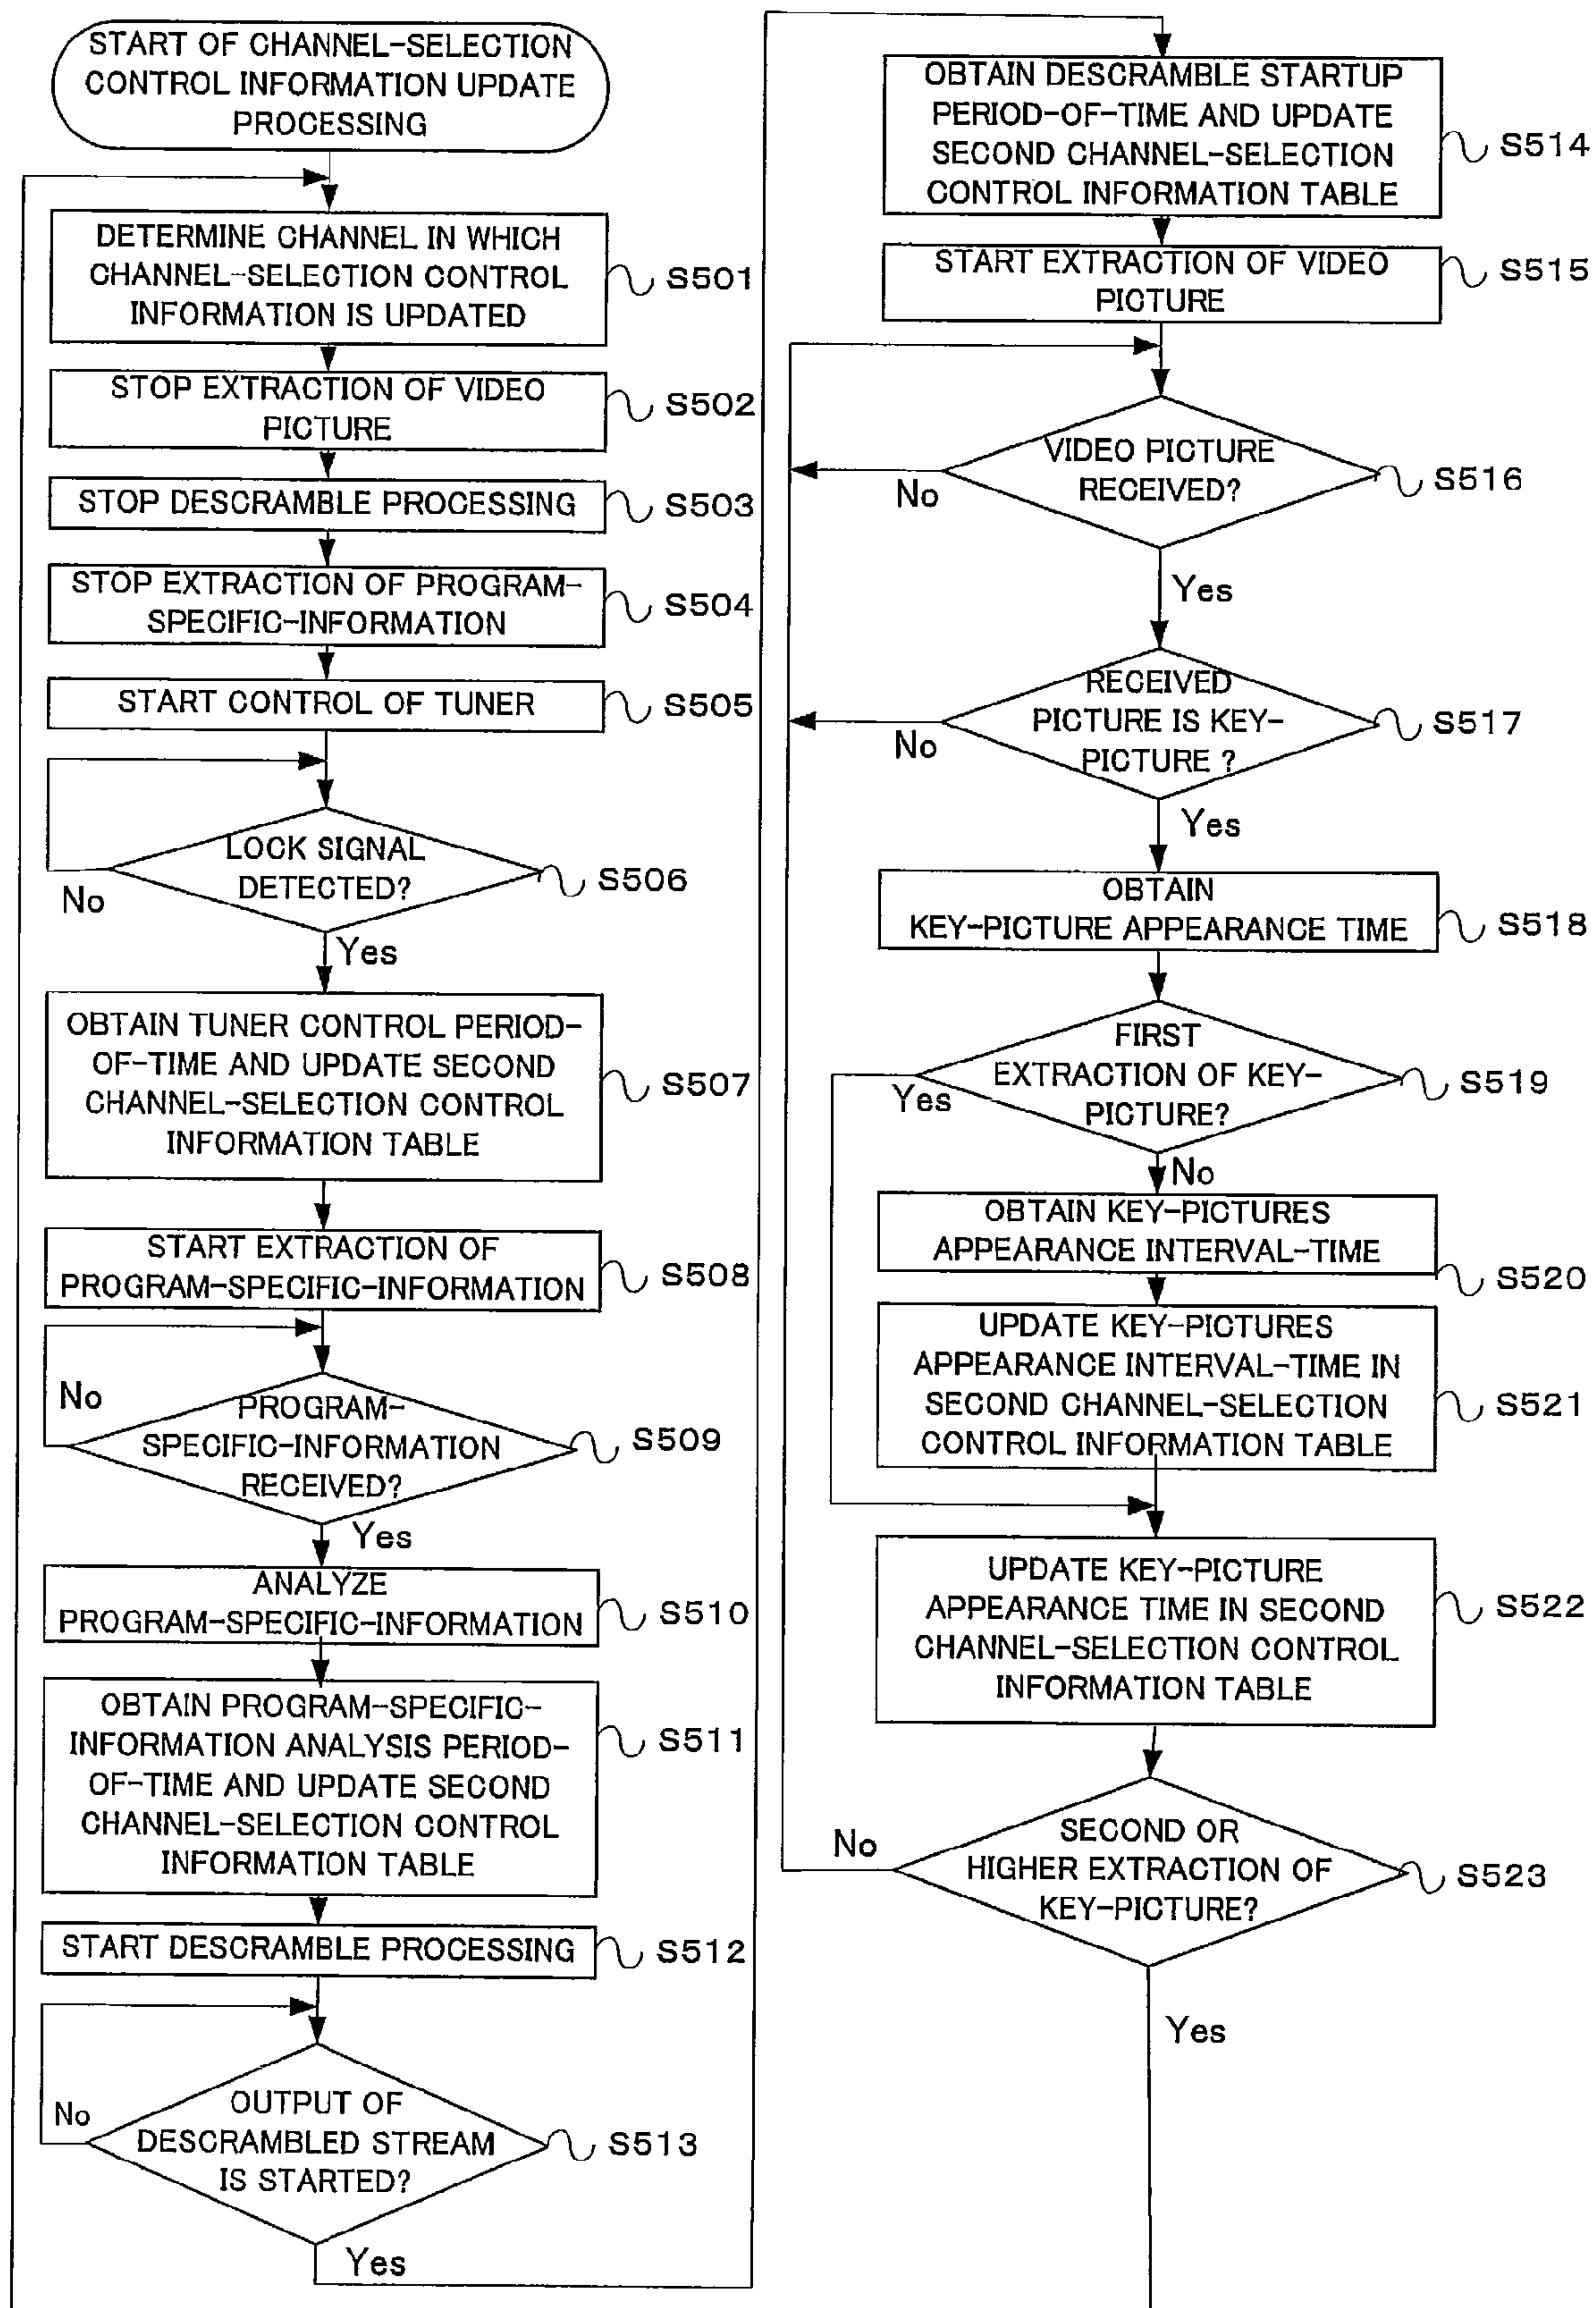 START OF CHANNEL-SELECTION
CONTROL INFORMATION UPDATE
PROCESSING
DETERMINE CHANNEL IN WHICH
CHANNEL-SELECTION CONTROL
INFORMATION IS UPDATED
S501
STOP EXTRACTION OF VIDEO
PICTURE
S502
STOP DESCRAMBLE PROCESSING
S503
STOP EXTRACTION OF PROGRAM-
SPECIFIC-INFORMATION
S504
START CONTROL OF TUNER
S505
LOCK SIGNAL
DETECTED?
S506
No
Yes
OBTAIN TUNER CONTROL PERIOD-
OF-TIME AND UPDATE SECOND
CHANNEL-SELECTION CONTROL
INFORMATION TABLE
S507
START EXTRACTION OF
PROGRAM-SPECIFIC-INFORMATION
S508
No
PROGRAM-
SPECIFIC-INFORMATION
RECEIVED?
S509
Yes
ANALYZE
PROGRAM-SPECIFIC-INFORMATION
S510
OBTAIN PROGRAM-SPECIFIC-
INFORMATION ANALYSIS PERIOD-
OF-TIME AND UPDATE SECOND
CHANNEL-SELECTION CONTROL
INFORMATION TABLE
S511
START DESCRAMBLE PROCESSING
S512
No
OUTPUT OF
DESCRAMBLED STREAM
IS STARTED?
S513
Yes
OBTAIN DESCRAMBLE STARTUP
PERIOD-OF-TIME AND UPDATE
SECOND CHANNEL-SELECTION
CONTROL INFORMATION TABLE
S514
START EXTRACTION OF VIDEO
PICTURE
S515
VIDEO PICTURE
RECEIVED?
S516
No
Yes
RECEIVED
PICTURE IS KEY-
PICTURE ?
S517
No
Yes
OBTAIN
KEY-PICTURE APPEARANCE TIME
S518
FIRST
EXTRACTION OF KEY-
PICTURE?
S519
Yes
No
OBTAIN KEY-PICTURES
APPEARANCE INTERVAL-TIME
S520
UPDATE KEY-PICTURES
APPEARANCE INTERVAL-TIME IN
SECOND CHANNEL-SELECTION
CONTROL INFORMATION TABLE
S521
UPDATE KEY-PICTURE
APPEARANCE TIME IN SECOND
CHANNEL-SELECTION CONTROL
INFORMATION TABLE
S522
No
SECOND OR
HIGHER EXTRACTION OF
KEY-PICTURE?
S523
Yes